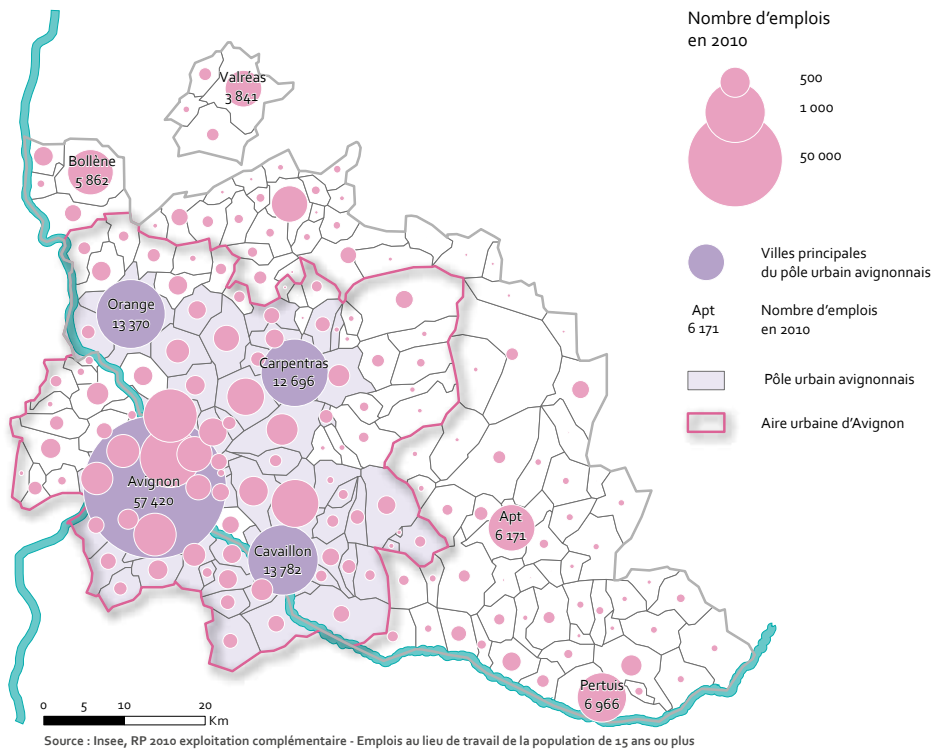 Nombre d'emplois
en 2010
500
1 000
50 000
Villes principales
du pôle urbain avignonnais
Apt
6 171
Nombre d'emplois
en 2010
Pôle urbain avignonnais
Aire urbaine d'Avignon
Valréas
3 841
Bollène
5 862
Orange
13 370
Carpentras
12 696
Avignon
57 420
Apt
6 171
Cavaillon
13 782
Pertuis
6 966
0 5 10 20
Km
Source : Insee, RP 2010 exploitation complémentaire - Emplois au lieu de travail de la population de 15 ans ou plus